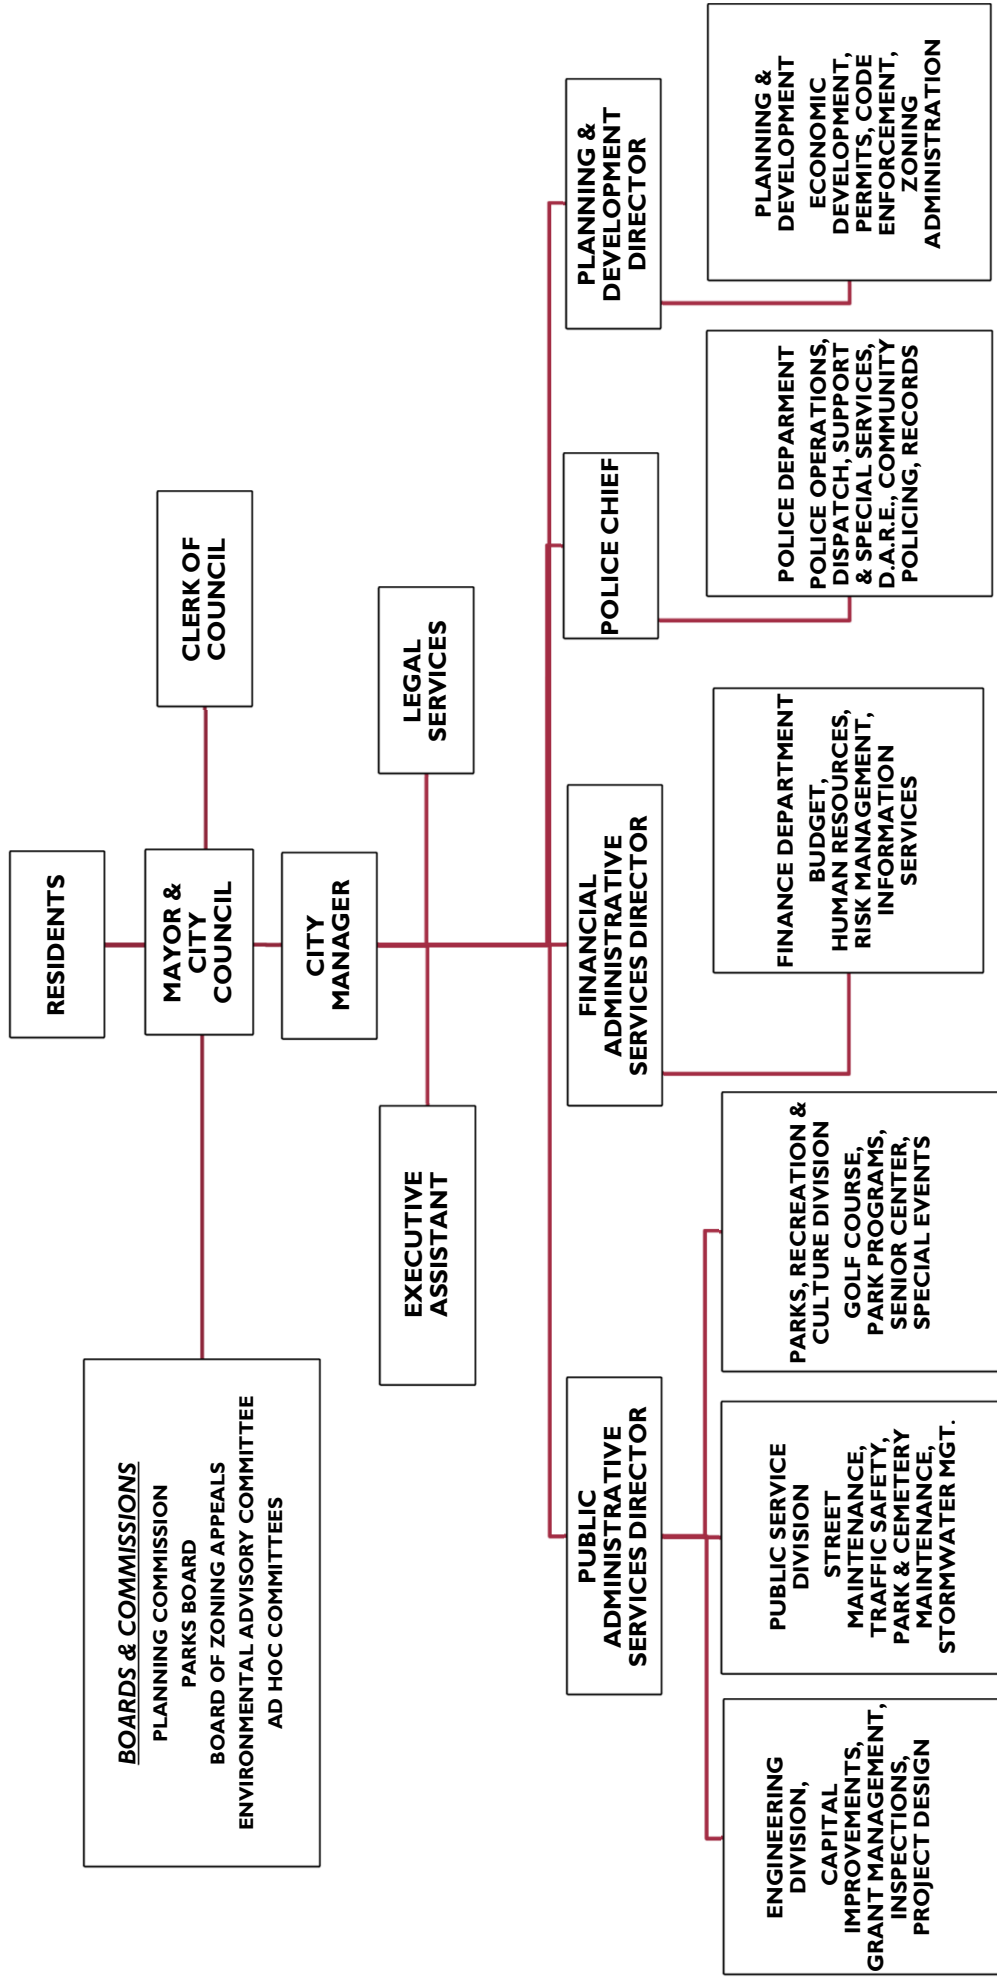 RESIDENTS
BOARDS & COMMISSIONS
PLANNING COMMISSION
PARKS BOARD
BOARD OF ZONING APPEALS
ENVIRONMENTAL ADVISORY COMMITTEE
AD HOC COMMITTEES
MAYOR &
CITY
COUNCIL
CLERK OF
COUNCIL
CITY
MANAGER
EXECUTIVE
ASSISTANT
LEGAL
SERVICES
PUBLIC
ADMINISTRATIVE
SERVICES DIRECTOR
FINANCIAL
ADMINISTRATIVE
SERVICES DIRECTOR
POLICE CHIEF
PLANNING &
DEVELOPMENT
DIRECTOR
ENGINEERING
DIVISION,
CAPITAL
IMPROVEMENTS,
GRANT MANAGEMENT,
INSPECTIONS,
PROJECT DESIGN
PUBLIC SERVICE
DIVISION
STREET
MAINTENANCE,
TRAFFIC SAFETY,
PARK & CEMETERY
MAINTENANCE,
STORMWATER MGT.
PARKS, RECREATION &
CULTURE DIVISION
GOLF COURSE,
PARK PROGRAMS,
SENIOR CENTER,
SPECIAL EVENTS
FINANCE DEPARTMENT
BUDGET,
HUMAN RESOURCES,
RISK MANAGEMENT,
INFORMATION
SERVICES
POLICE DEPARMENT
POLICE OPERATIONS,
DISPATCH, SUPPORT
& SPECIAL SERVICES,
D.A.R.E., COMMUNITY
POLICING, RECORDS
PLANNING &
DEVELOPMENT
ECONOMIC
DEVELOPMENT,
PERMITS, CODE
ENFORCEMENT,
ZONING
ADMINISTRATION